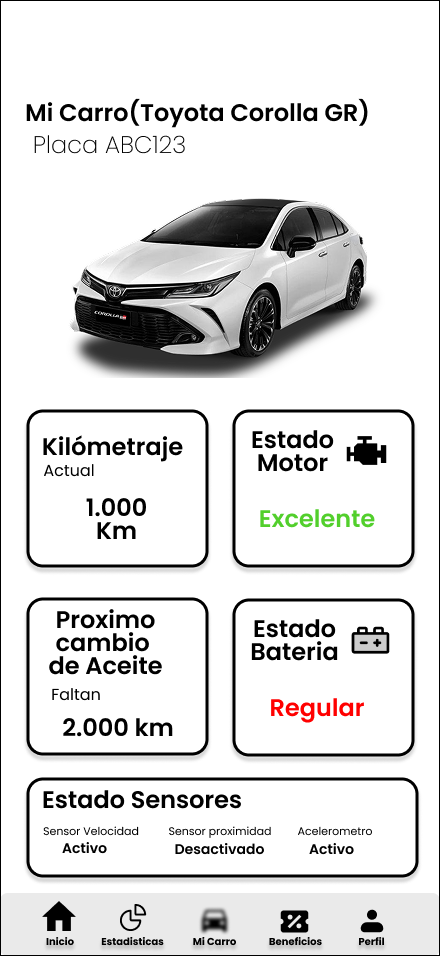 Mi Carro(Toyota Corolla GR)
Placa ABC123
COROLLA GR
Kilómetraje
Actual
1.000
Km
Estado
Motor
Excelente
Proximo
cambio
de Aceite
Faltan
2.000 km
Estado
Bateria
Regular
Estado Sensores
Sensor Velocidad
Activo
Sensor proximidad
Desactivado
Acelerometro
Activo
Inicio
Estadisticas
Mi Carro
Beneficios
Perfil